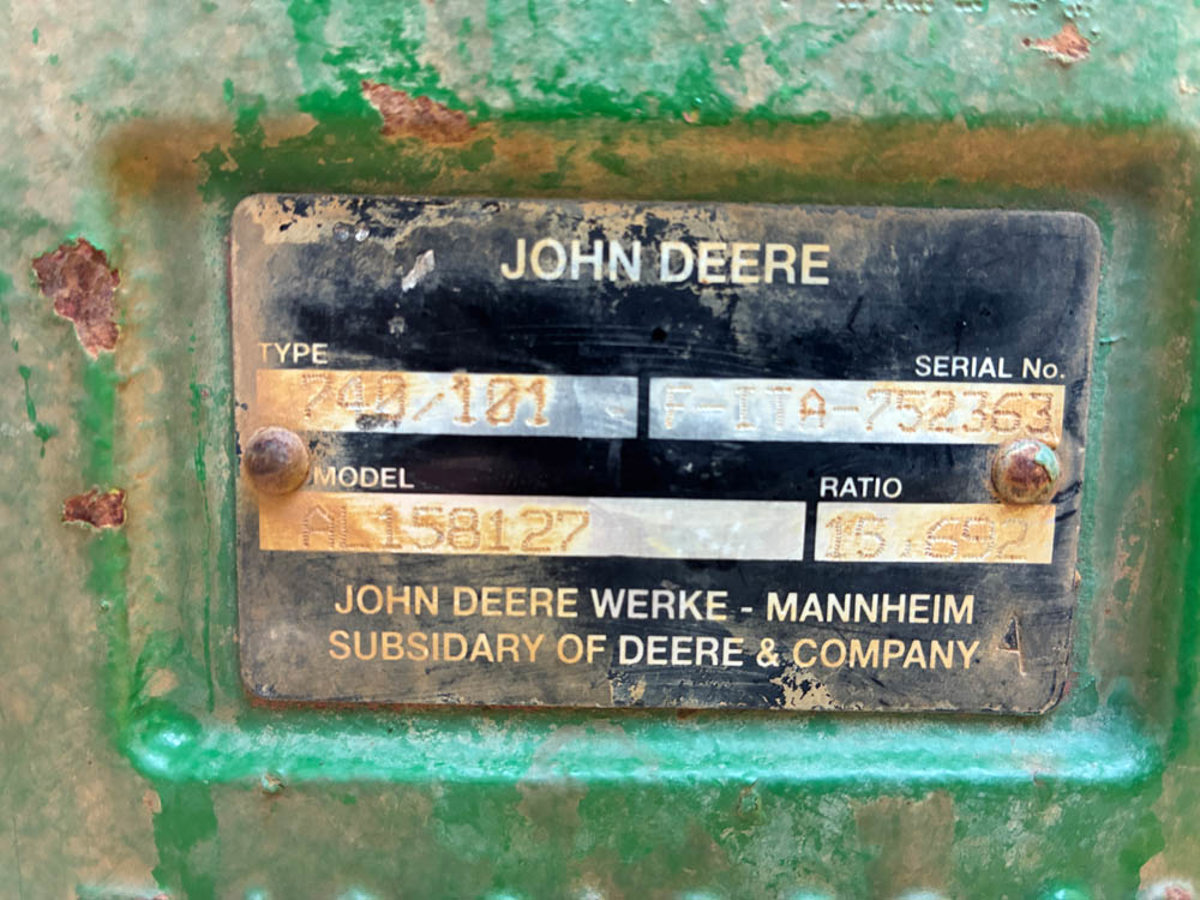 JOHN DEERE
TYPE SERIAL No.
740/101 F-ITA-752363
MODEL RATIO
AL158127 15.692
JOHN DEERE WERKE - MANNHEIM
SUBSIDARY OF DEERE & COMPANY A